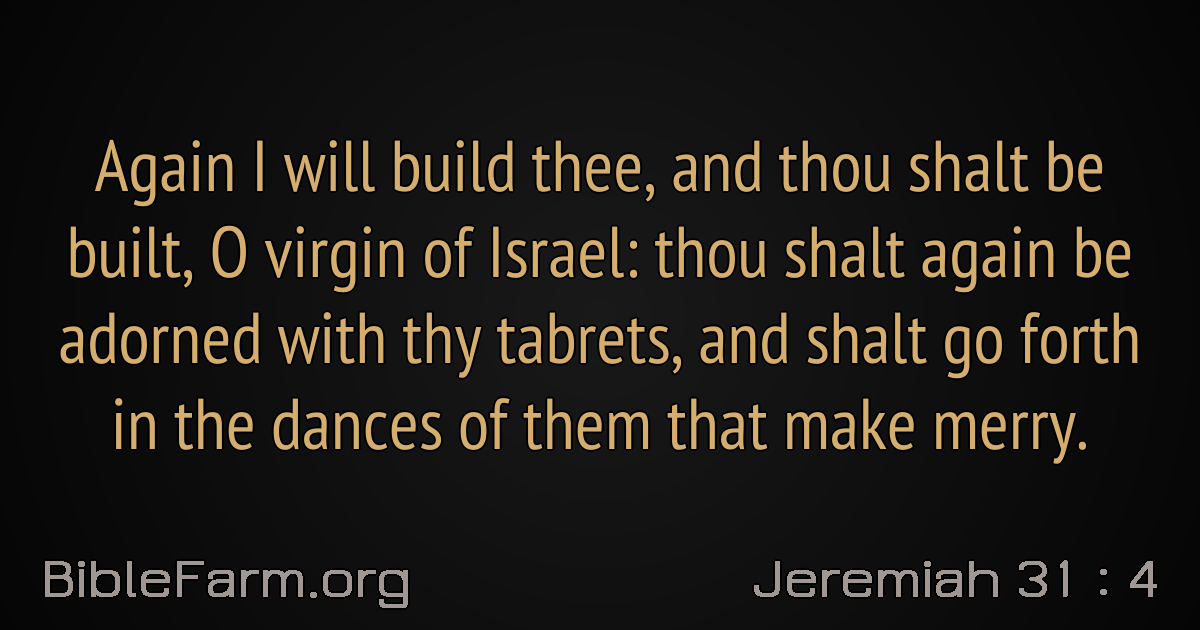 Again I will build thee, and thou shalt be
built, O virgin of Israel: thou shalt again be
adorned with thy tabrets, and shalt go forth
in the dances of them that make merry.
BibleFarm.org
Jeremiah 31 : 4